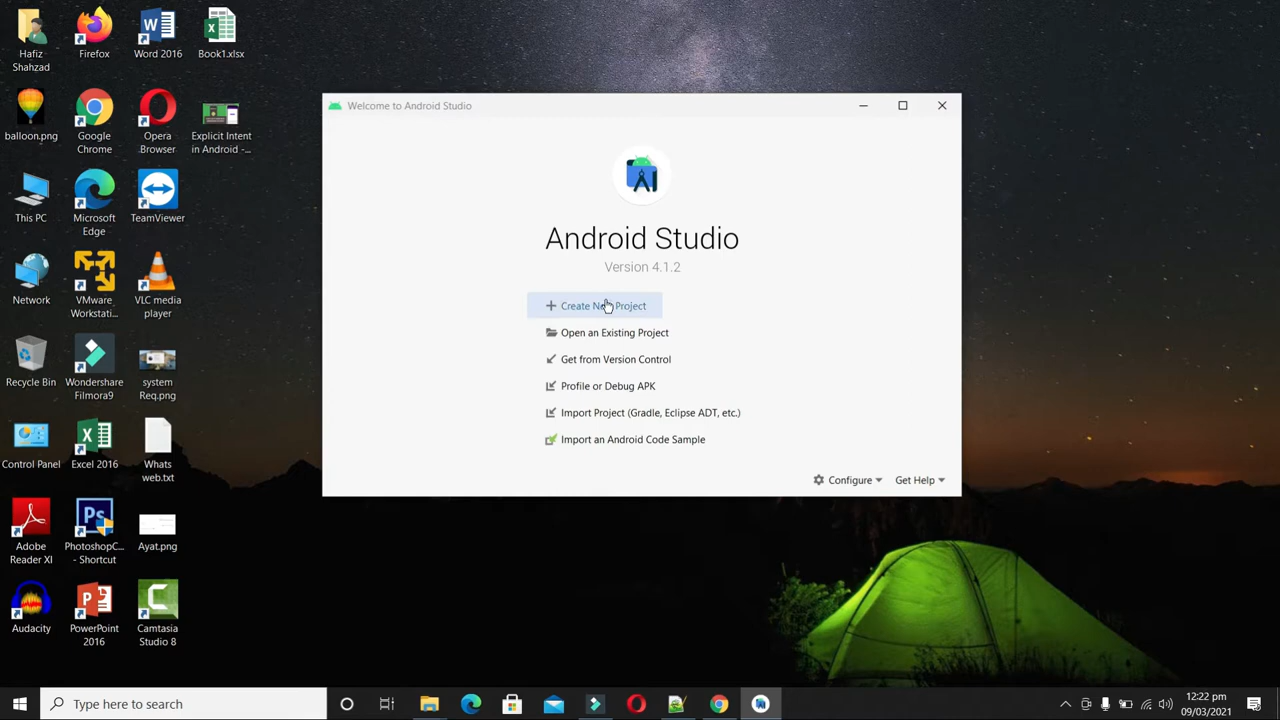 Hafiz
Shahzad
Firefox
Word 2016
Book1.xlsx
balloon.png
Google
Chrome
Opera
Browser
Explicit Intent
in Android -...
This PC
Microsoft
Edge
TeamViewer
Network
VMware
Workstati...
VLC media
player
Recycle Bin
Wondershare
Filmora9
system
Req.png
Control Panel
Excel 2016
Whats
web.txt
Adobe
Reader XI
PhotoshopC...
- Shortcut
Ayat.png
Audacity
PowerPoint
2016
Camtasia
Studio 8
Welcome to Android Studio
Android Studio
Version 4.1.2
Create New Project
Open an Existing Project
Get from Version Control
Profile or Debug APK
Import Project (Gradle, Eclipse ADT, etc.)
Import an Android Code Sample
Configure
Get Help
Type here to search
12:22 pm
09/03/2021